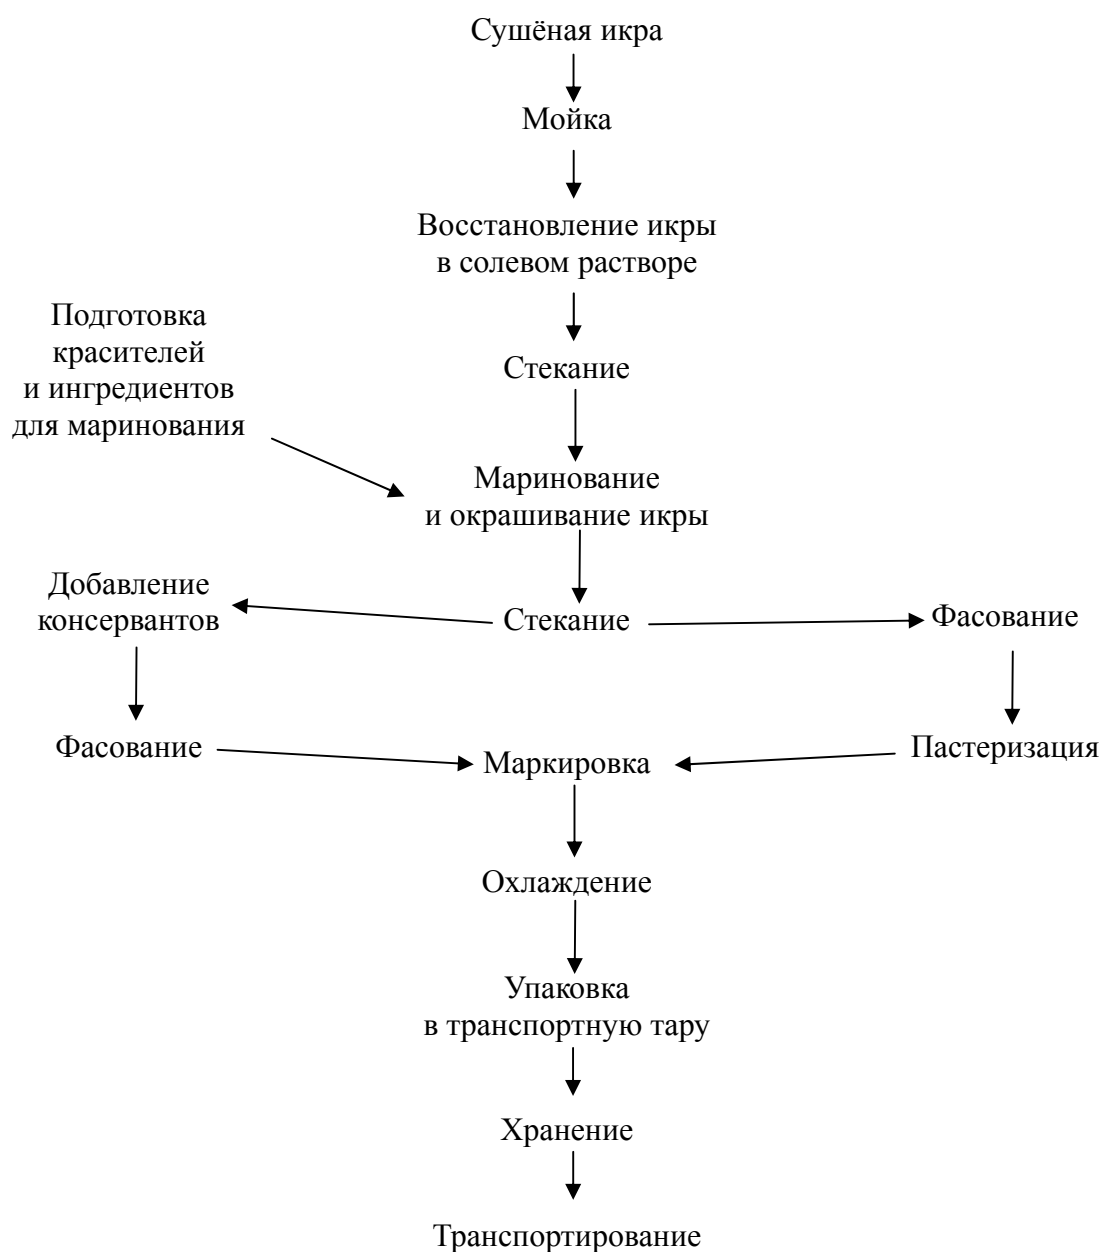 Сушёная икра
Мойка
Восстановление икры
в солевом растворе
Подготовка
красителей
и ингредиентов
для маринования
Стекание
Маринование
и окрашивание икры
Добавление
консервантов
Стекание
Фасование
Фасование
Маркировка
Пастеризация
Охлаждение
Упаковка
в транспортную тару
Хранение
Транспортирование